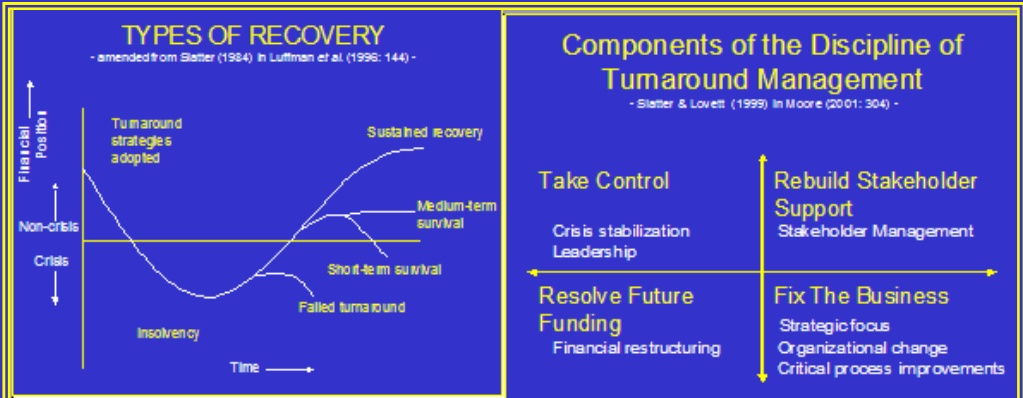 TYPES OF RECOVERY
- amended from Slatter (1984) in Luffman et al. (1996: 144) -
Financial
Position
Non-crisis
Crisis
Turnaround
strategies
adopted
Sustained recovery
Medium-term
survival
Short-term survival
Failed turnaround
Insolvency
Time
Components of the Discipline of
Turnaround Management
- Slatter & Lovett (1999) in Moore (2001: 304) -
Take Control
Crisis stabilization
Leadership
Rebuild Stakeholder
Support
Stakeholder Management
Resolve Future
Funding
Financial restructuring
Fix The Business
Strategic focus
Organizational change
Critical process improvements